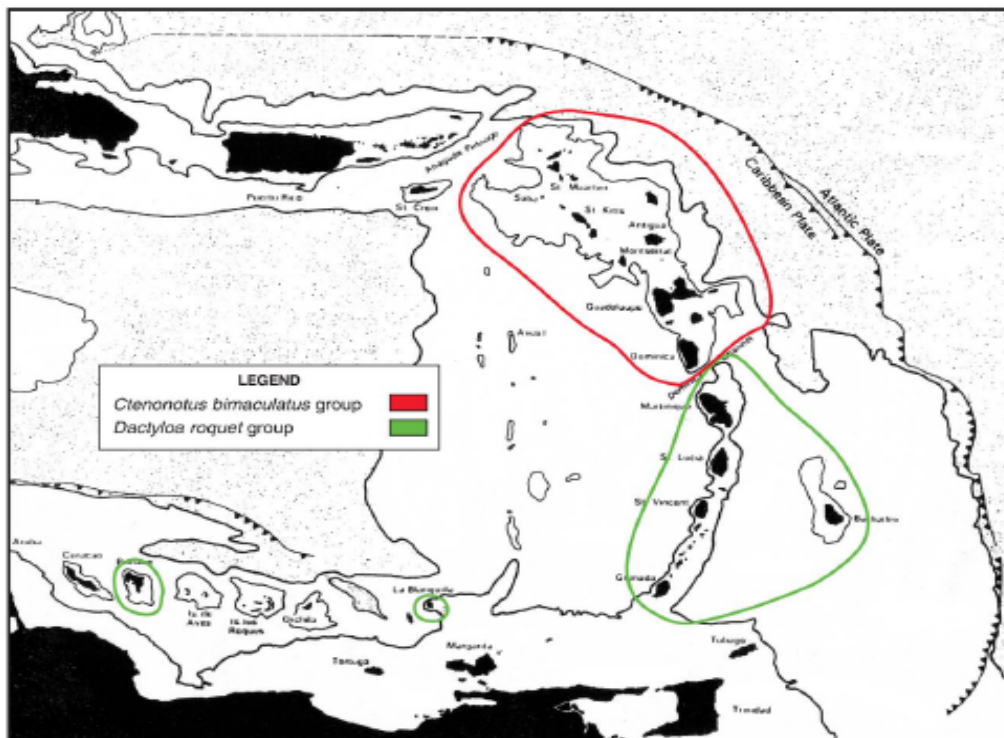 Anegada Passage
Puerto Rico
St. Croix
St. Maarten
Saba
St. Kitts
Antigua
Montserrat
Caribbean Plate
Atlantic Plate
Guadeloupe
Aves I
Dominica
LEGEND
Ctenonotus bimaculatus group
Dactyloa roquet group
Martinique
St. Lucia
St. Vincent
Barbados
Aruba
Curacao
Bonaire
Is. de
Aves
Is. los
Roques
Orchila
La Blanquilla
Grenada
Tortuga
Margarita
Tobago
Trinidad